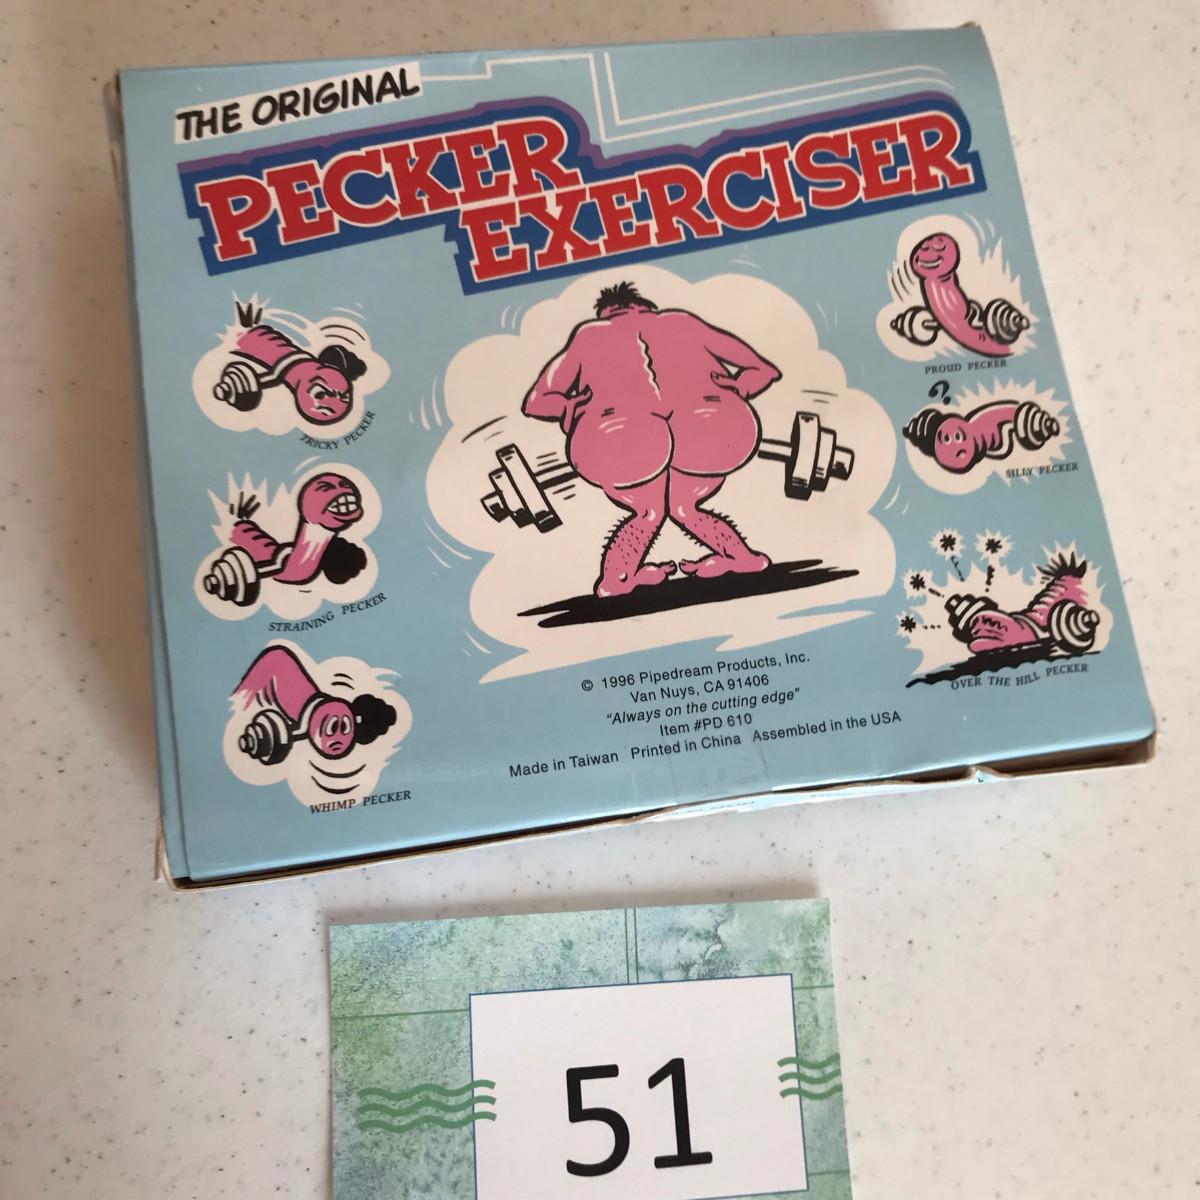 THE ORIGINAL
PECKER
EXERCISER
TRICKY PECKER
STRAINING PECKER
WHIMP PECKER
PROUD PECKER
?
SILLY PECKER
OVER THE HILL PECKER
© 1996 Pipedream Products, Inc.
Van Nuys, CA 91406
"Always on the cutting edge"
Item #PD 610
Made in Taiwan Printed in China Assembled in the USA
51